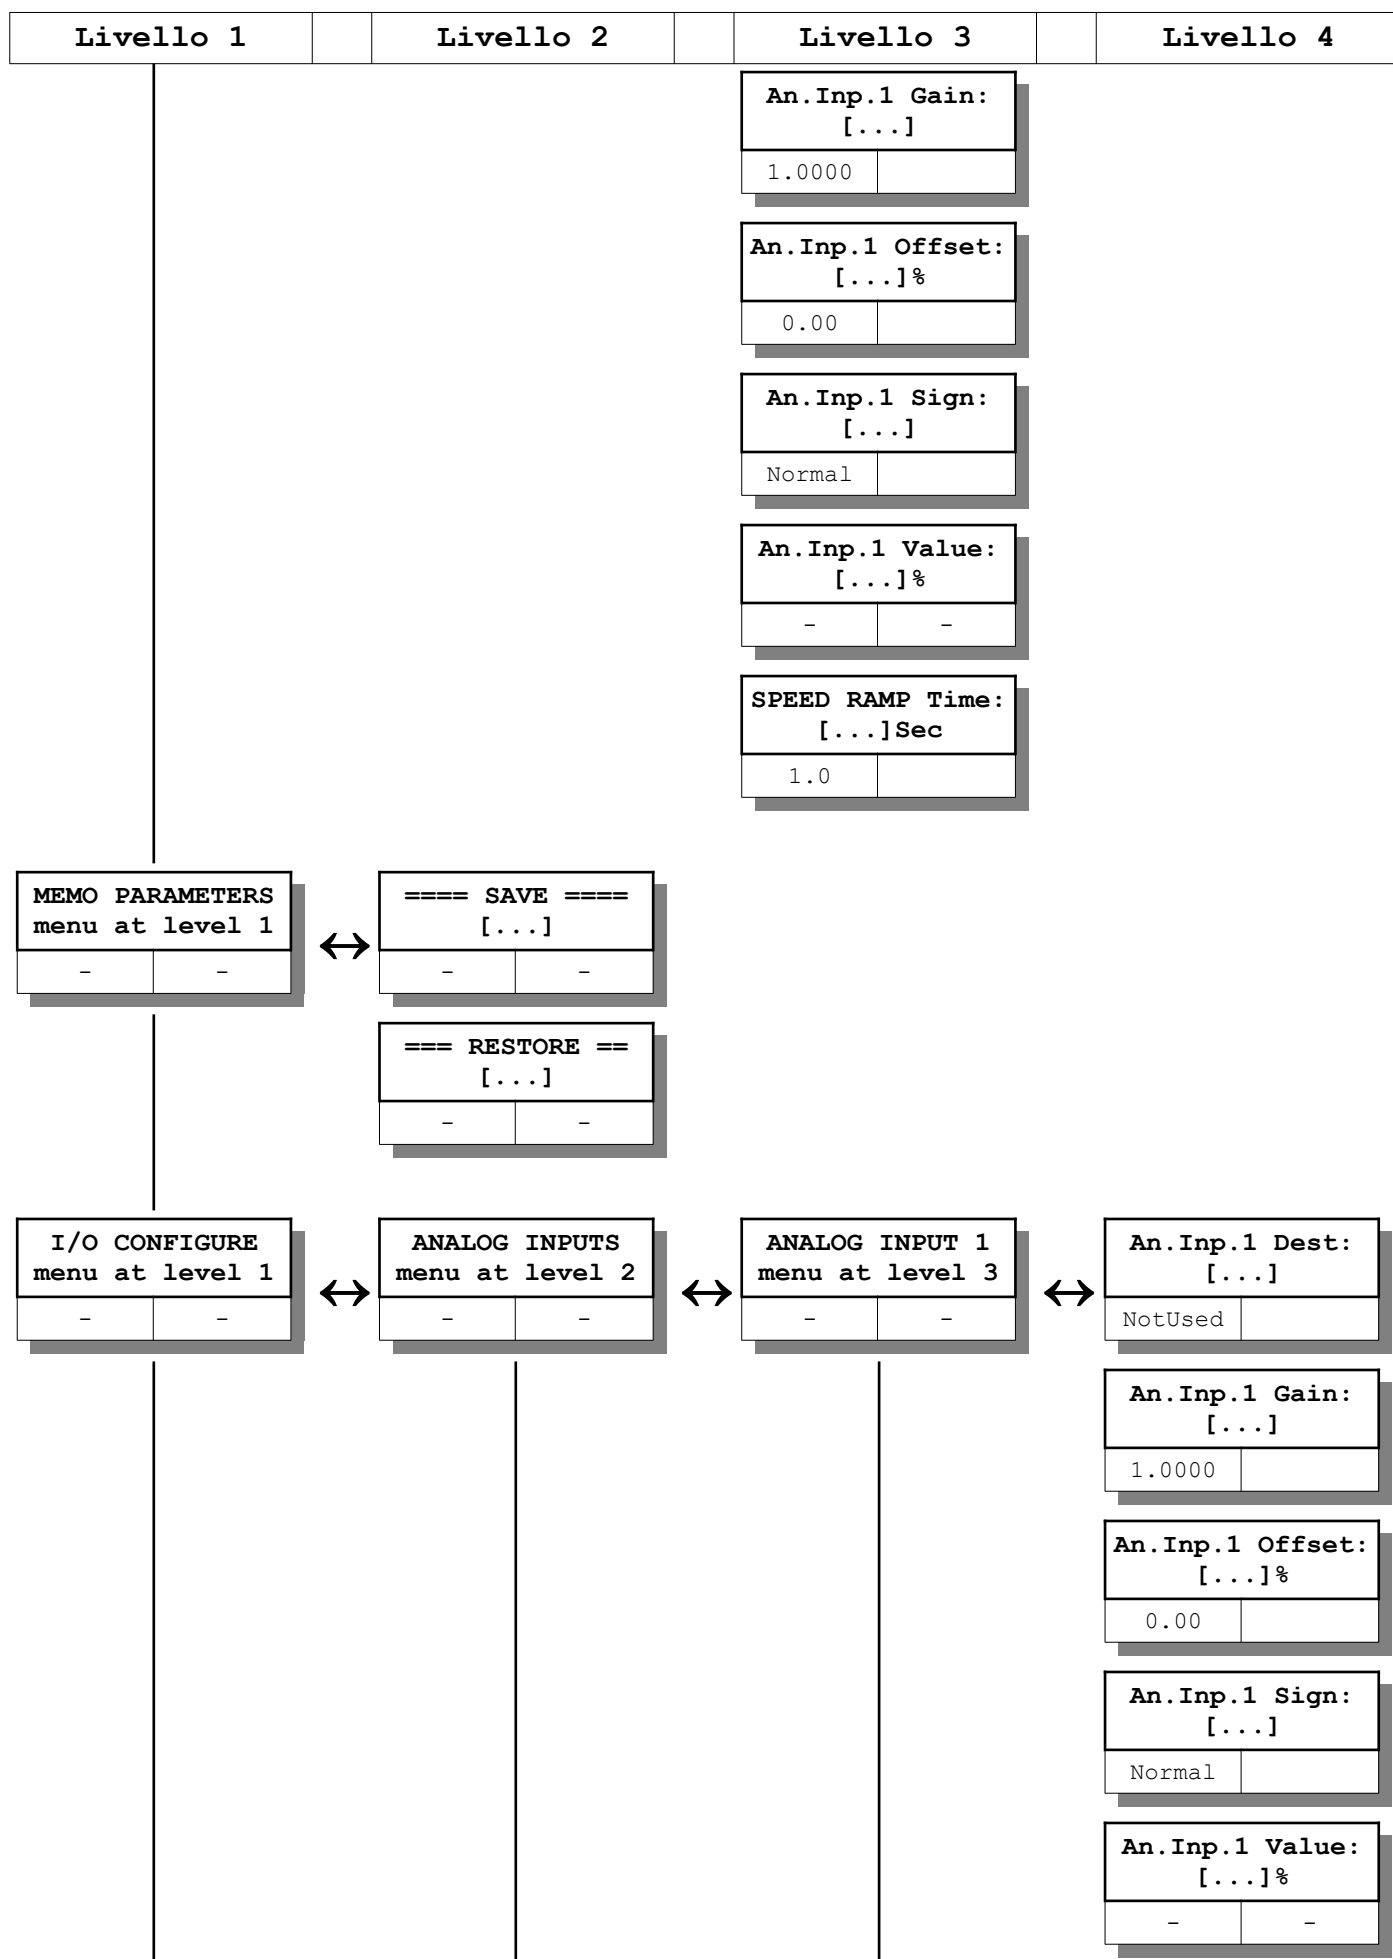 Livello 1 Livello 2 Livello 3 Livello 4
An.Inp.1 Gain:
[...]
1.0000
An.Inp.1 Offset:
[...]%
0.00
An.Inp.1 Sign:
[...]
Normal
An.Inp.1 Value:
[...]%
- -
SPEED RAMP Time:
[...]Sec
1.0
MEMO PARAMETERS
menu at level 1
- -
==== SAVE ====
[...]
- -
=== RESTORE ==
[...]
- -
I/O CONFIGURE
menu at level 1
- -
ANALOG INPUTS
menu at level 2
- -
ANALOG INPUT 1
menu at level 3
- -
An.Inp.1 Dest:
[...]
NotUsed
An.Inp.1 Gain:
[...]
1.0000
An.Inp.1 Offset:
[...]%
0.00
An.Inp.1 Sign:
[...]
Normal
An.Inp.1 Value:
[...]%
- -